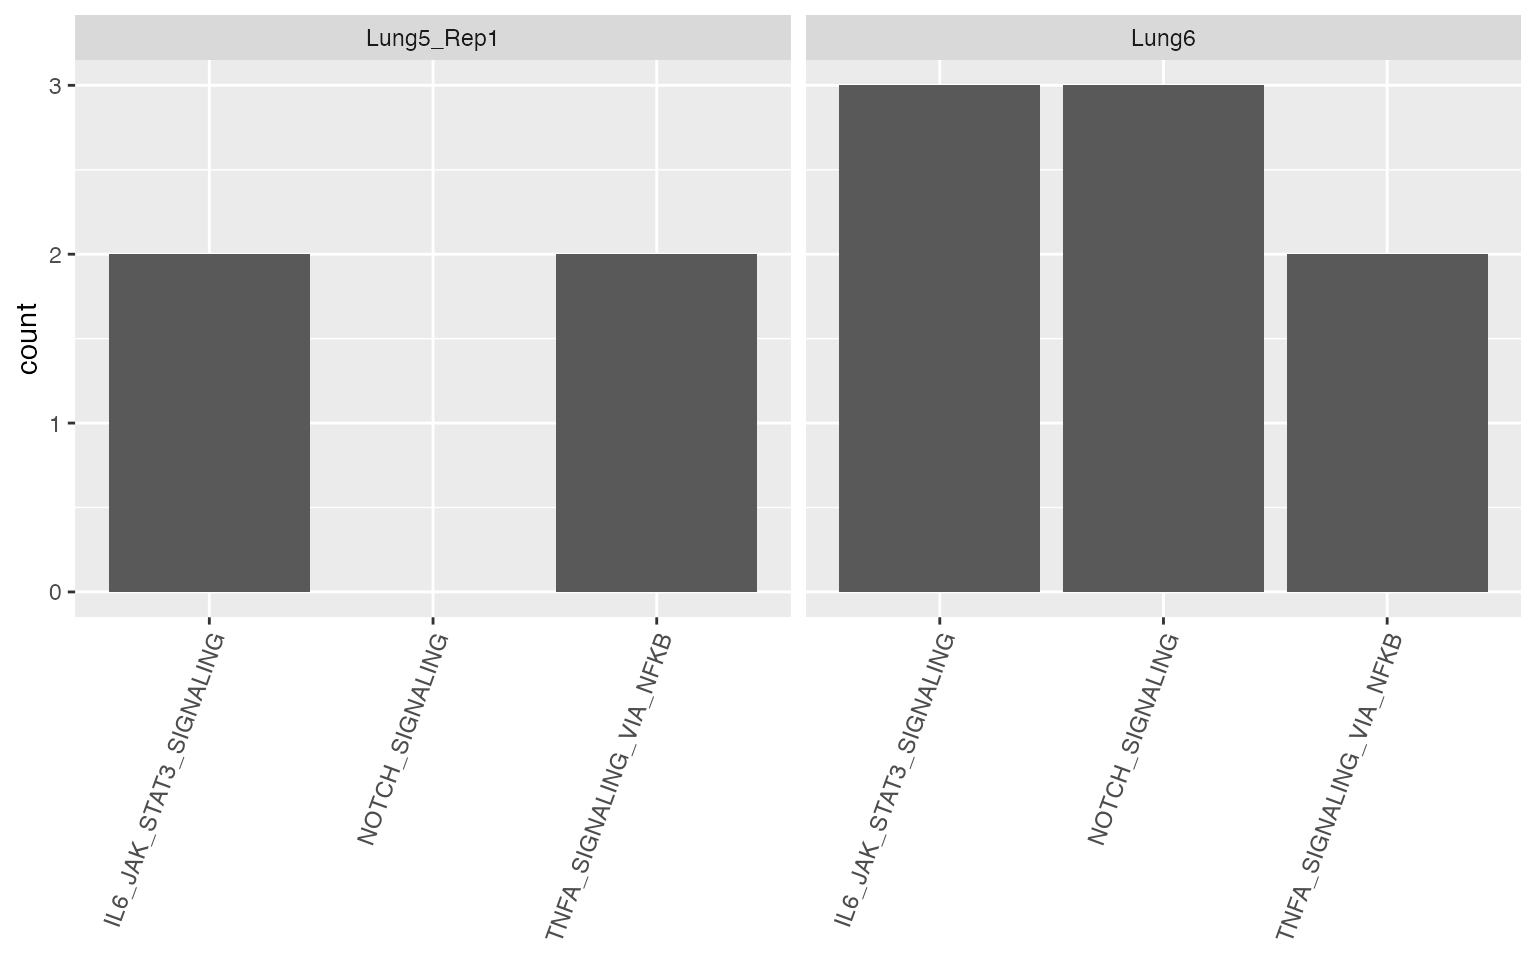 Lung5_Rep1
Lung6
3
2
1
0
count
IL6_JAK_STAT3_SIGNALING
NOTCH_SIGNALING
TNFA_SIGNALING_VIA_NFKB
IL6_JAK_STAT3_SIGNALING
NOTCH_SIGNALING
TNFA_SIGNALING_VIA_NFKB